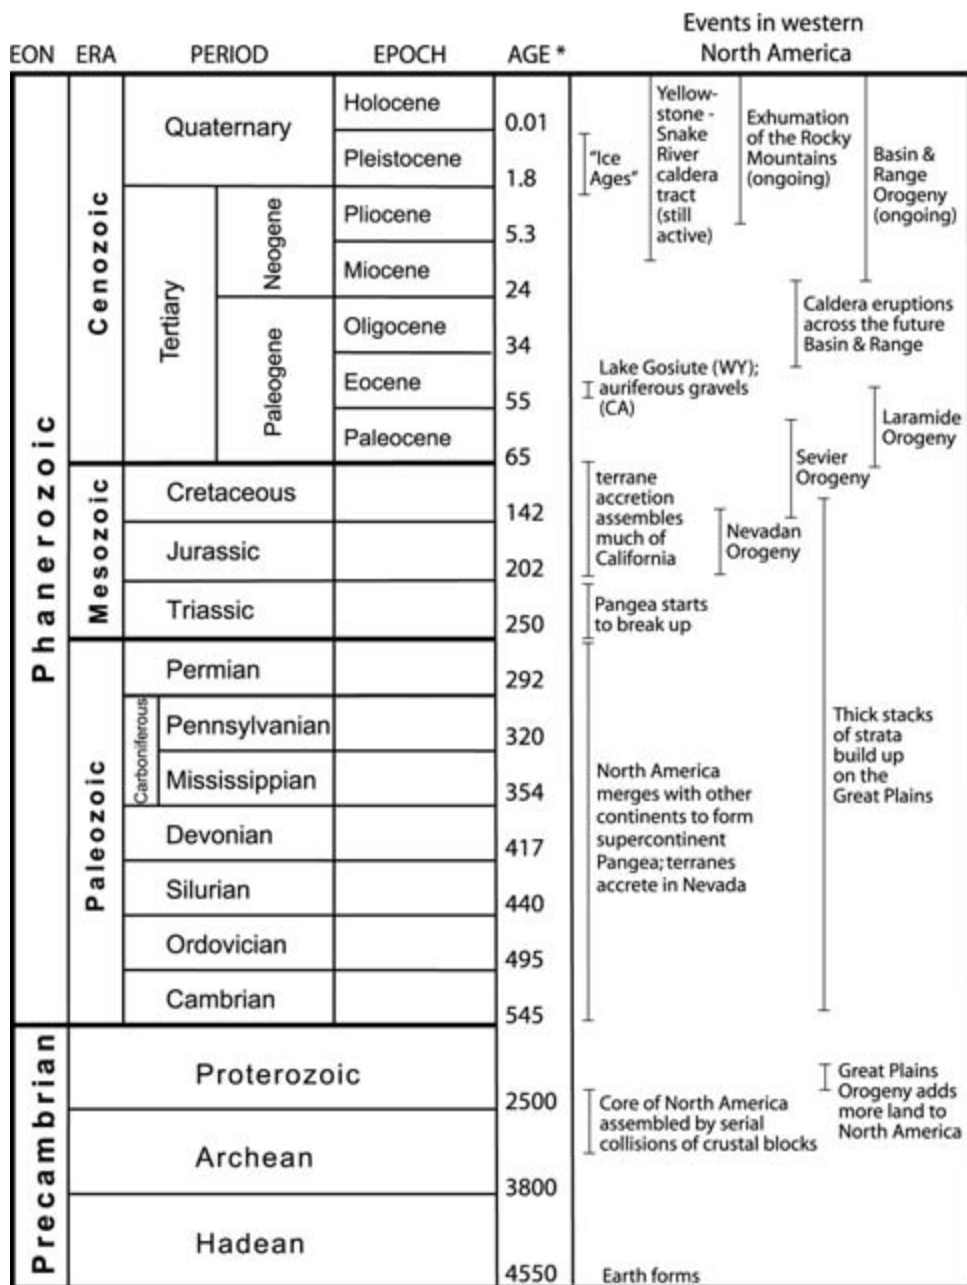 Events in western
North America
EON ERA PERIOD EPOCH AGE *
Phanerozoic
Precambrian
Cenozoic
Mesozoic
Paleozoic
Quaternary
Tertiary
Neogene
Paleogene
Holocene
0.01
Pleistocene
1.8
Pliocene
5.3
Miocene
24
Oligocene
34
Eocene
55
Paleocene
65
Cretaceous
142
Jurassic
202
Triassic
250
Permian
292
Carboniferous
Pennsylvanian
320
Mississippian
354
Devonian
417
Silurian
440
Ordovician
495
Cambrian
545
Proterozoic
2500
Archean
3800
Hadean
4550
"Ice
Ages"
Yellow-
stone -
Snake
River
caldera
tract
(still
active)
Exhumation
of the Rocky
Mountains
(ongoing)
Basin &
Range
Orogeny
(ongoing)
Caldera eruptions
across the future
Basin & Range
Lake Gosiute (WY);
auriferous gravels
(CA)
Laramide
Orogeny
Sevier
Orogeny
terrane
accretion
assembles
much of
California
Nevadan
Orogeny
Pangea starts
to break up
Thick stacks
of strata
build up
on the
Great Plains
North America
merges with other
continents to form
supercontinent
Pangea; terranes
accrete in Nevada
Great Plains
Orogeny adds
more land to
North America
Core of North America
assembled by serial
collisions of crustal blocks
Earth forms